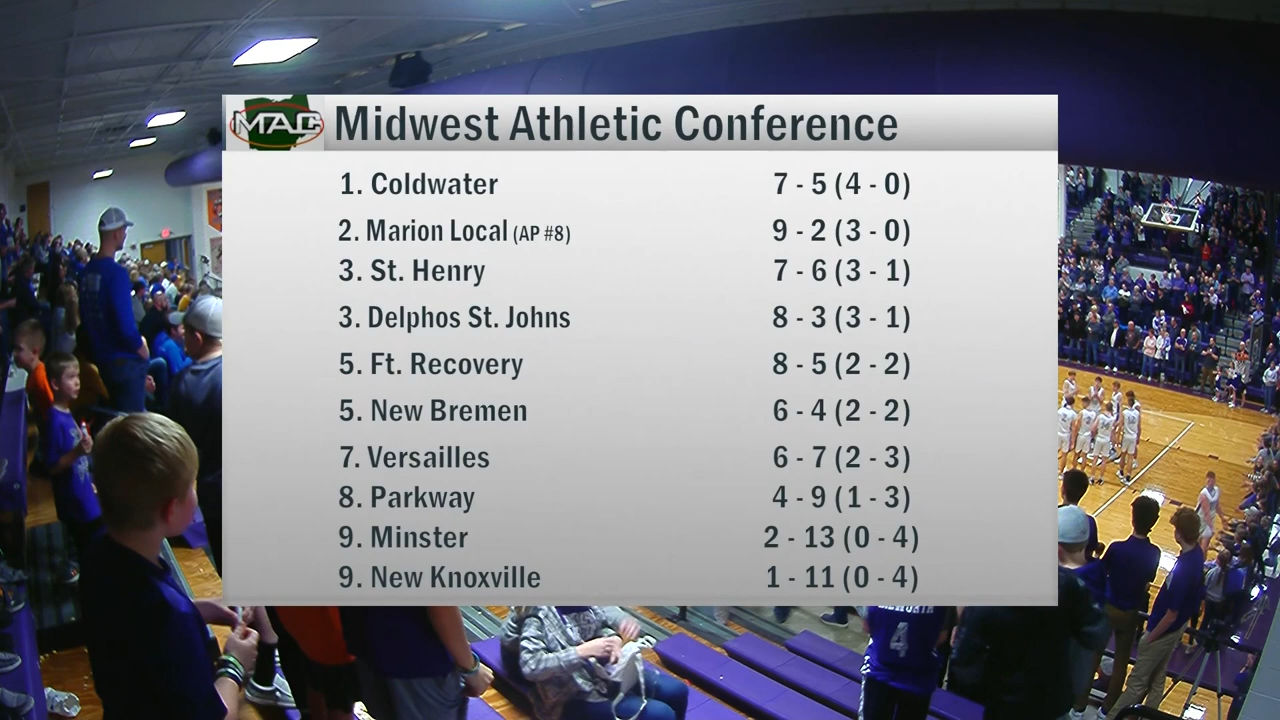 MAC Midwest Athletic Conference
1. Coldwater 7 - 5 (4 - 0)
2. Marion Local (AP #8) 9 - 2 (3 - 0)
3. St. Henry 7 - 6 (3 - 1)
3. Delphos St. Johns 8 - 3 (3 - 1)
5. Ft. Recovery 8 - 5 (2 - 2)
5. New Bremen 6 - 4 (2 - 2)
7. Versailles 6 - 7 (2 - 3)
8. Parkway 4 - 9 (1 - 3)
9. Minster 2 - 13 (0 - 4)
9. New Knoxville 1 - 11 (0 - 4)
4